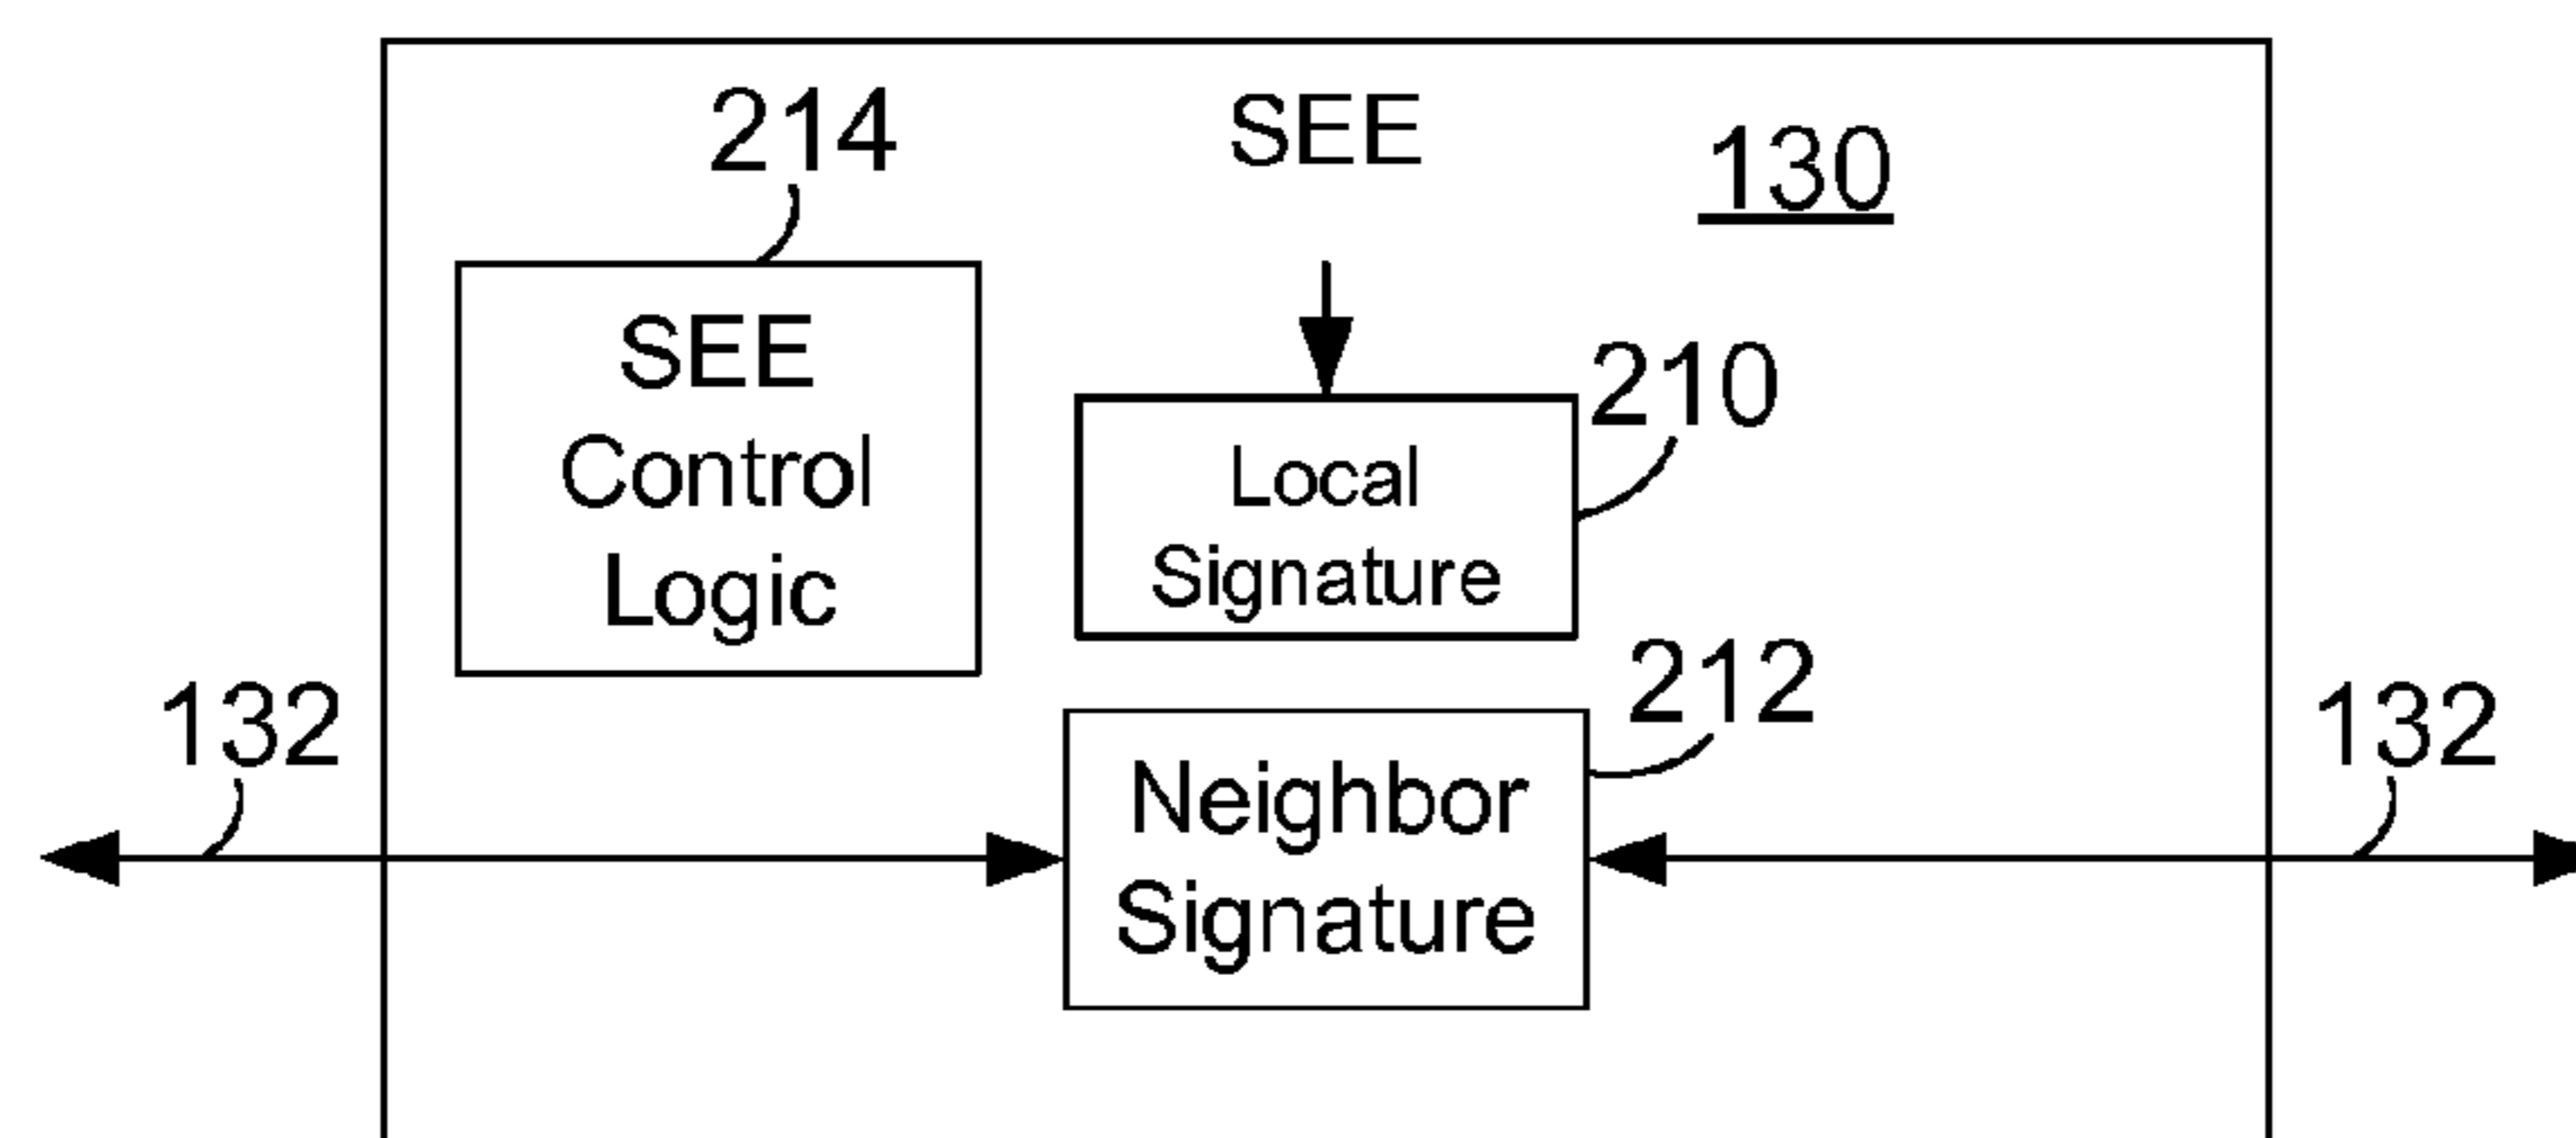 214
SEE
130
SEE
Control
Logic
210
Local
Signature
212
132
132
Neighbor
Signature